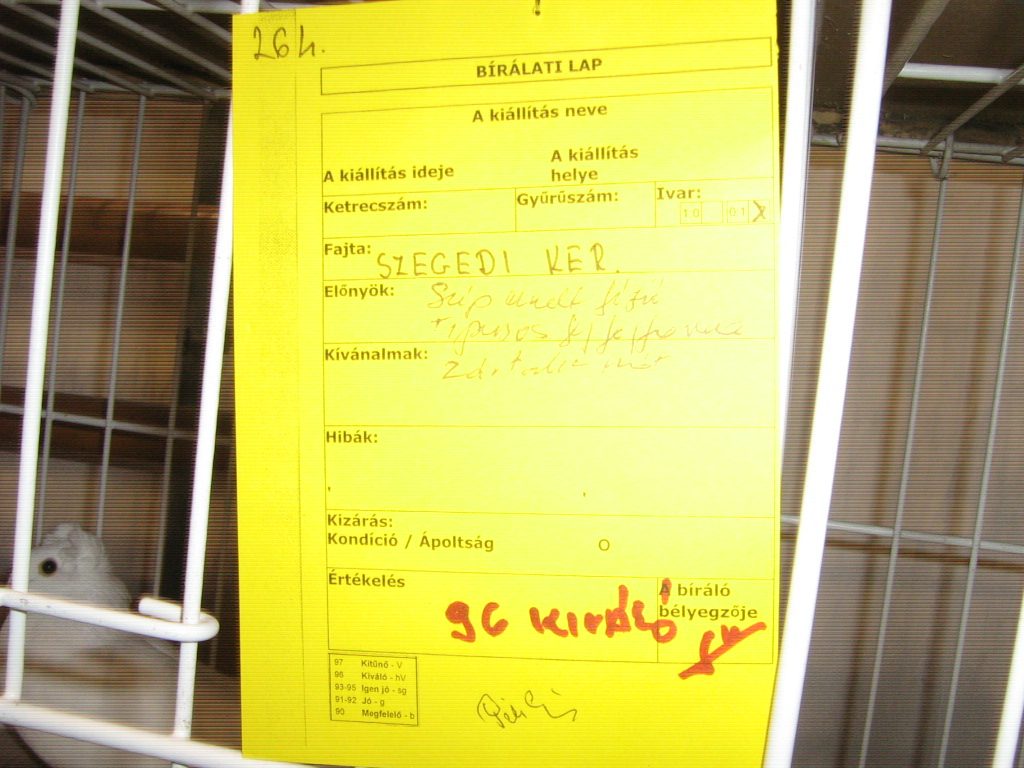 26 h.
BÍRÁLATI LAP
A kiállítás neve
A kiállítás ideje
A kiállítás helye
Ketrecszám:
Gyűrűszám:
Ivar:
1.0 0.1 X
Fajta: SZEGEDI KER.
Előnyök:
Kívánalmak:
Hibák:
Kizárás:
Kondíció / Ápoltság O
Értékelés
96 KIVÁLÓ
A bíráló
bélyegzője
97 Kitűnő - V
96 Kiváló - hV
93-95 Igen jó - sg
91-92 Jó - g
90 Megfelelő - b